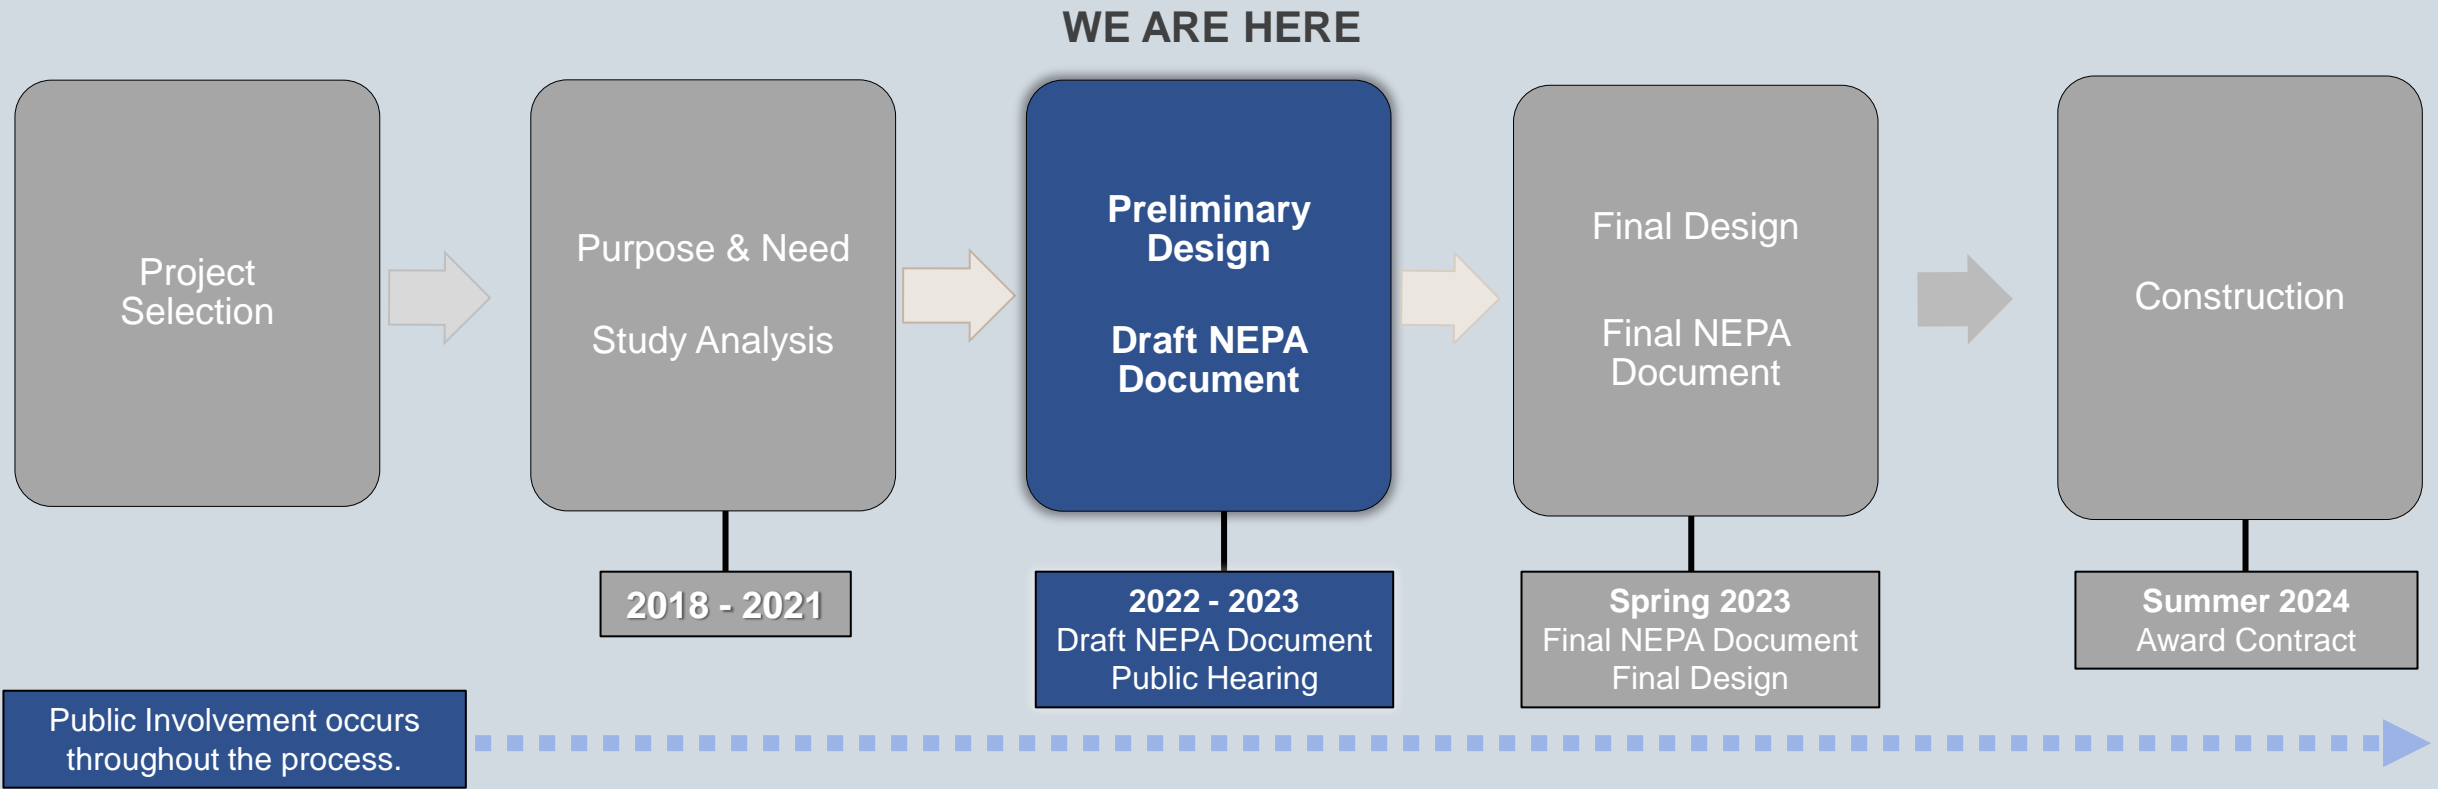 WE ARE HERE
Project
Selection
Purpose & Need
Study Analysis
Preliminary
Design
Draft NEPA
Document
Final Design
Final NEPA
Document
Construction
2018 - 2021
2022 - 2023
Draft NEPA Document
Public Hearing
Spring 2023
Final NEPA Document
Final Design
Summer 2024
Award Contract
Public Involvement occurs
throughout the process.